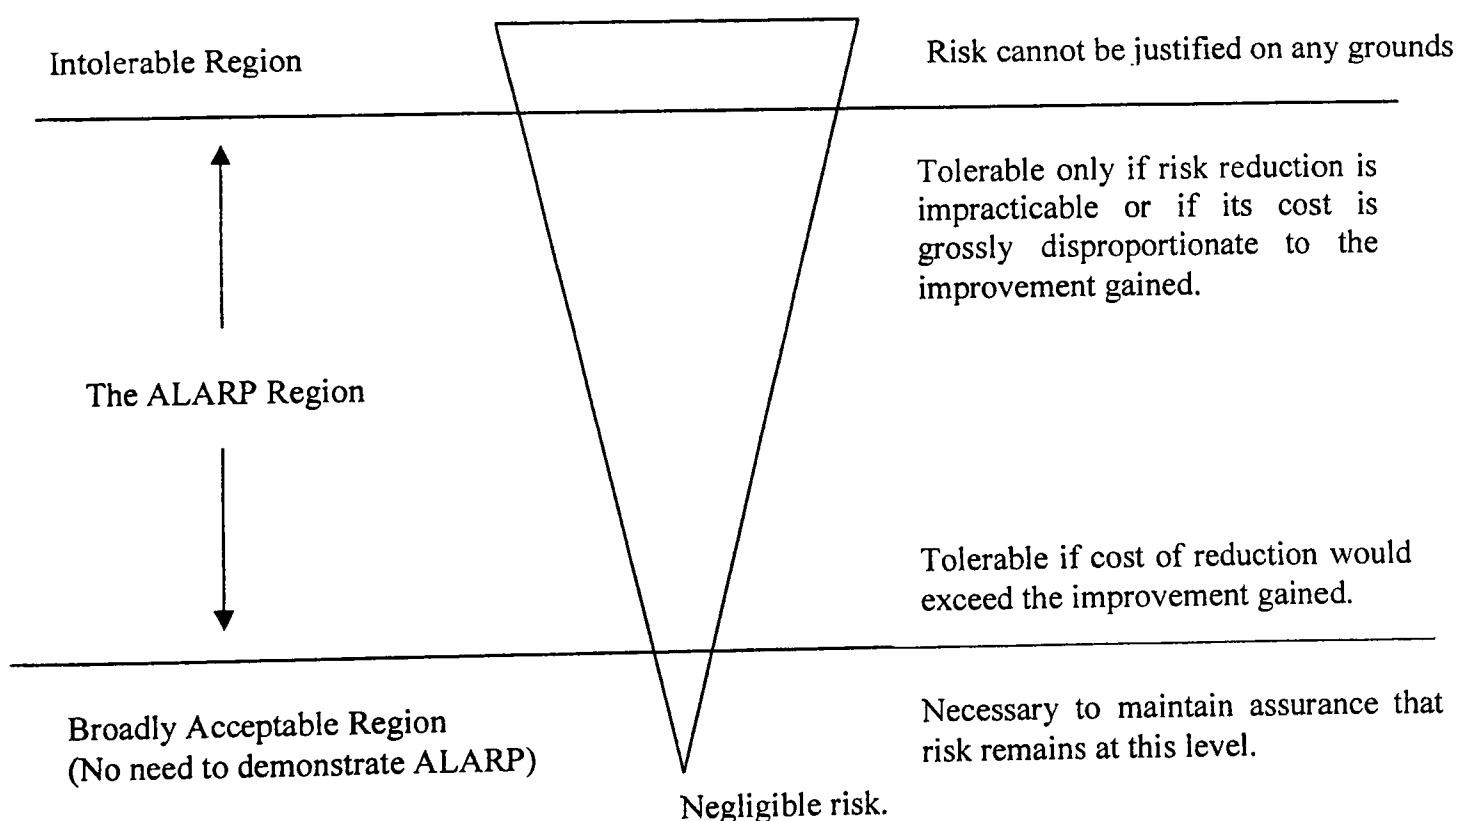 Intolerable Region
Risk cannot be justified on any grounds
Tolerable only if risk reduction is
impracticable or if its cost is
grossly disproportionate to the
improvement gained.
The ALARP Region
Tolerable if cost of reduction would
exceed the improvement gained.
Broadly Acceptable Region
(No need to demonstrate ALARP)
Necessary to maintain assurance that
risk remains at this level.
Negligible risk.